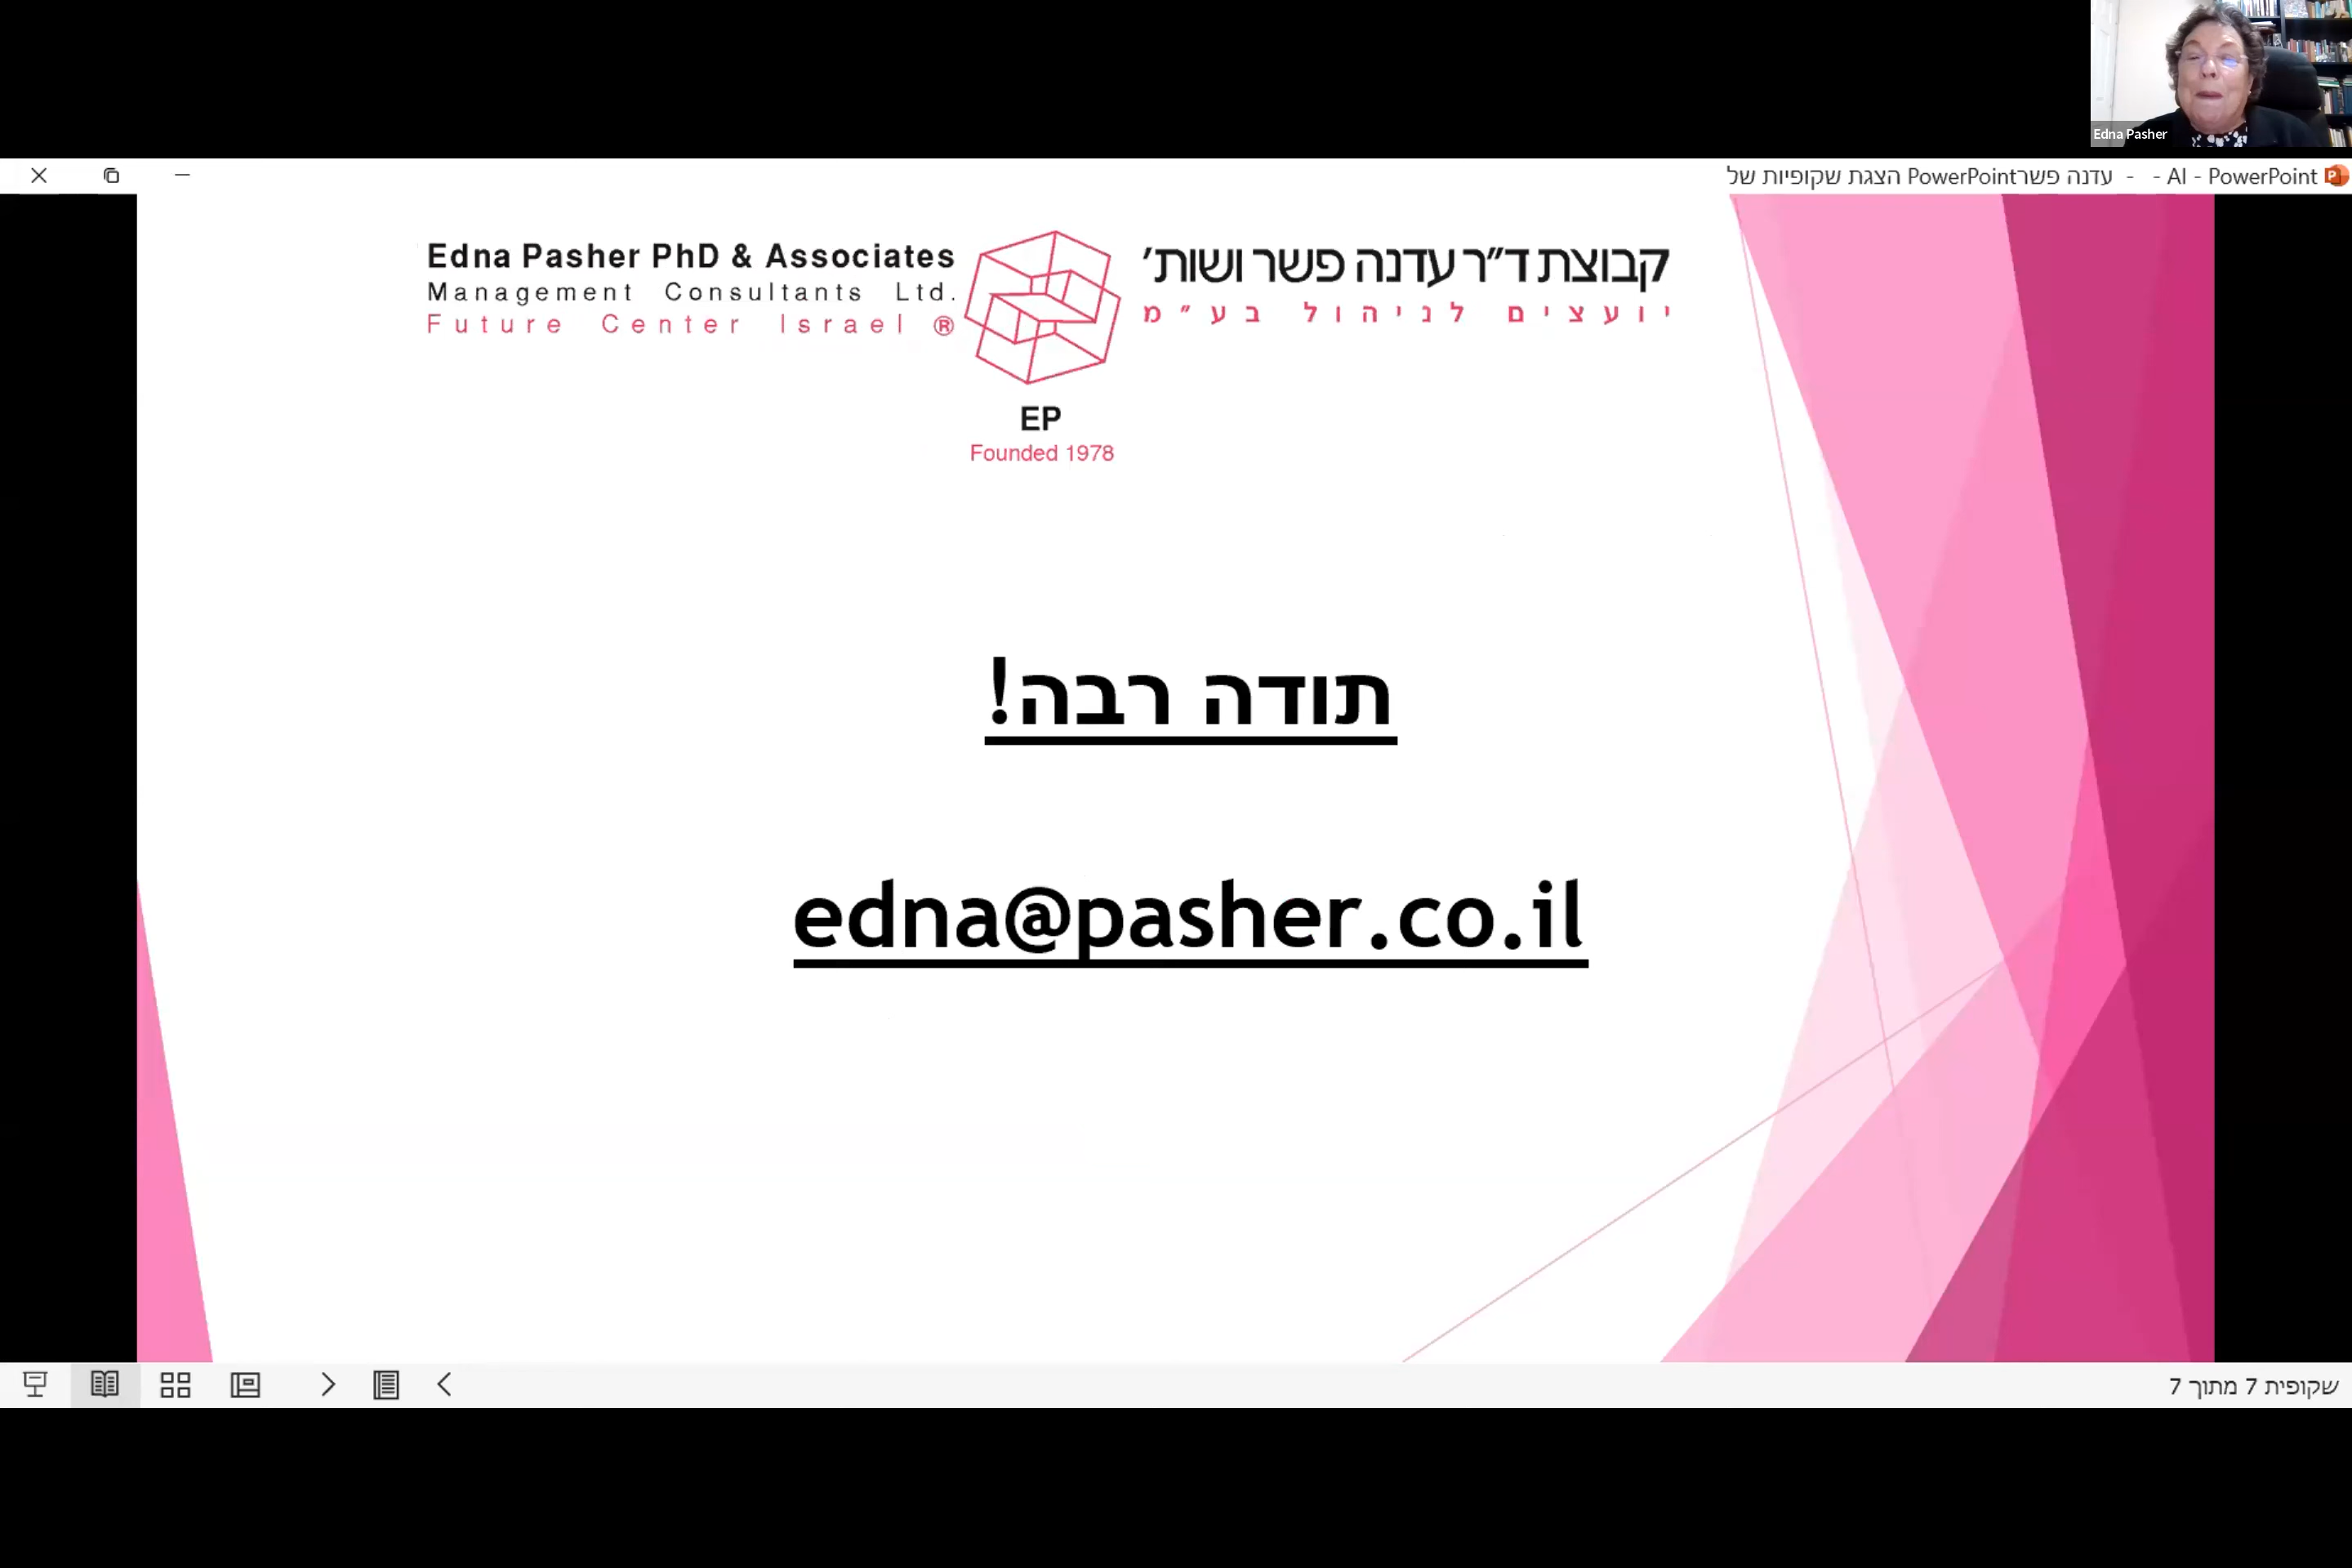 Edna Pasher
הצגת שקופיות של PowerPoint - עדנה פשר - AI - PowerPoint
Edna Pasher PhD & Associates
Management Consultants Ltd.
Future Center Israel ®
קבוצת ד״ר עדנה פשר ושות׳
יועצים לניהול בע״מ
EP
Founded 1978
תודה רבה!
edna@pasher.co.il
שקופית 7 מתוך 7